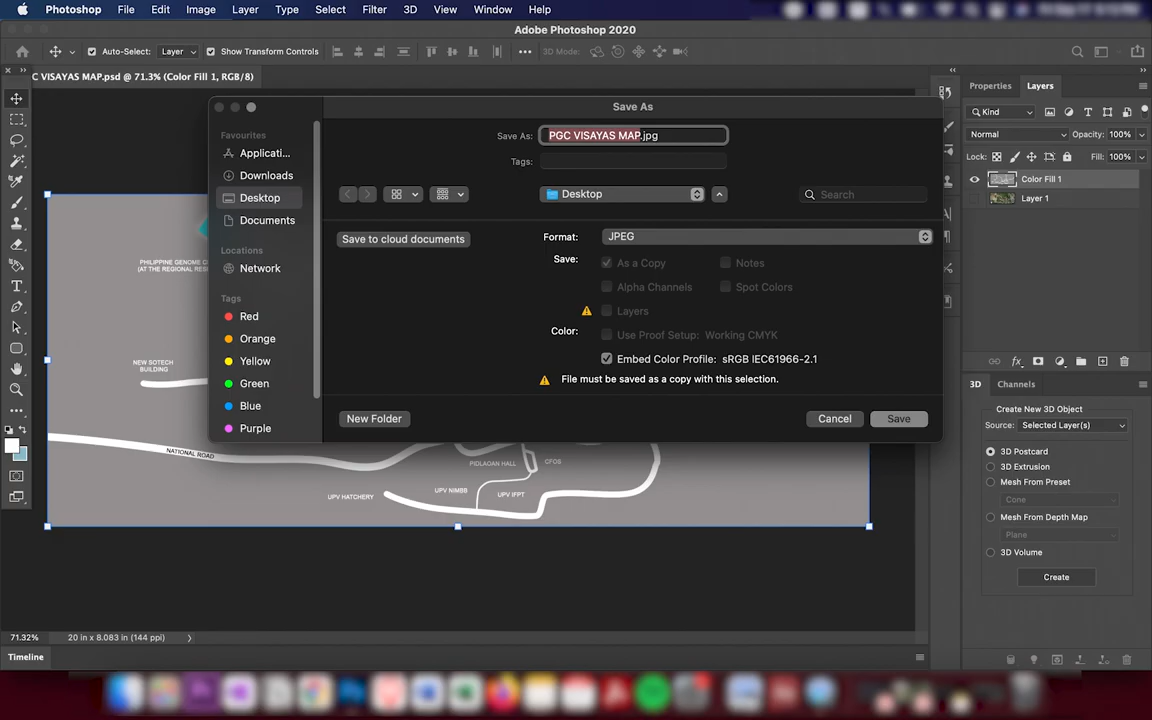 Photoshop File Edit Image Layer Type Select Filter 3D View Window Help
Adobe Photoshop 2020
Auto-Select: Layer Show Transform Controls 3D Mode:
C VISAYAS MAP.psd @ 71.3% (Color Fill 1, RGB/8)
Save As
Save As: PGC VISAYAS MAP.jpg
Tags:
Desktop
Search
Favourites
Applicati...
Downloads
Desktop
Documents
Locations
Network
Tags
Red
Orange
Yellow
Green
Blue
Purple
Save to cloud documents
Format: JPEG
Save: As a Copy Notes
Alpha Channels Spot Colors
Layers
Color: Use Proof Setup: Working CMYK
Embed Color Profile: sRGB IEC61966-2.1
File must be saved as a copy with this selection.
New Folder
Cancel Save
PHILIPPINE GENOME C
(AT THE REGIONAL RES
NEW SOTECH
BUILDING
NATIONAL ROAD
PIDLAOAN HALL
CFOS
UPV HATCHERY
UPV NIMBB
UPV IFPT
Properties Layers
Kind
Normal Opacity: 100%
Lock: Fill: 100%
Color Fill 1
Layer 1
3D Channels
Create New 3D Object
Source: Selected Layer(s)
3D Postcard
3D Extrusion
Mesh From Preset
Cone
Mesh From Depth Map
Plane
3D Volume
Create
71.32% 20 in x 8.083 in (144 ppi)
Timeline